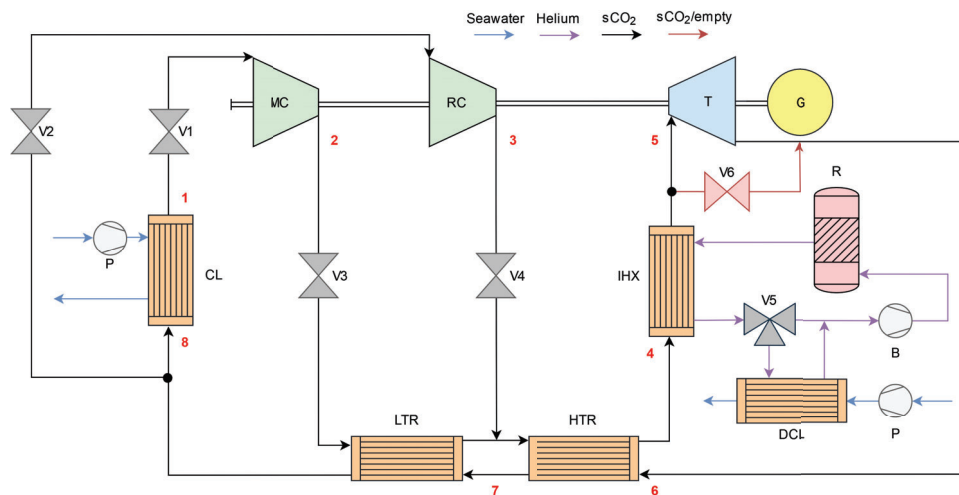 Seawater Helium sCO₂ sCO₂/empty
MC RC T G
V2 V1
2 3 5
V6 R
1
P CL V3 V4 IHX V5
8 4 B
LTR HTR DCL P
7 6